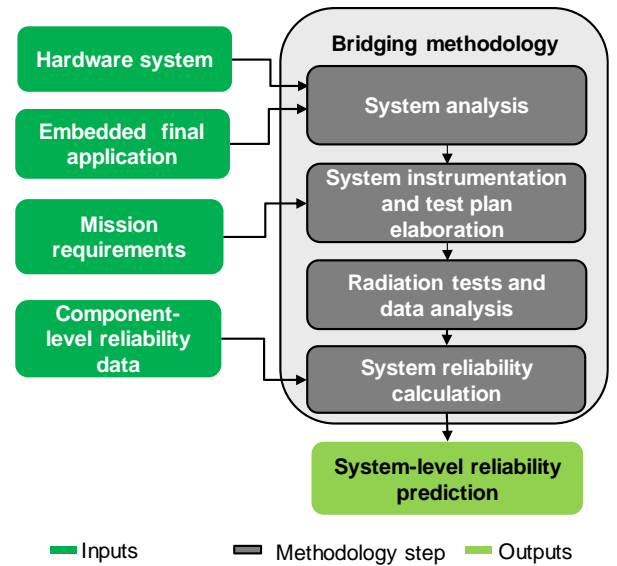 Bridging methodology
Hardware system
System analysis
Embedded final
application
System instrumentation
and test plan
elaboration
Mission
requirements
Radiation tests and
data analysis
Component-
level reliability
data
System reliability
calculation
System-level reliability
prediction
Inputs
Methodology step
Outputs